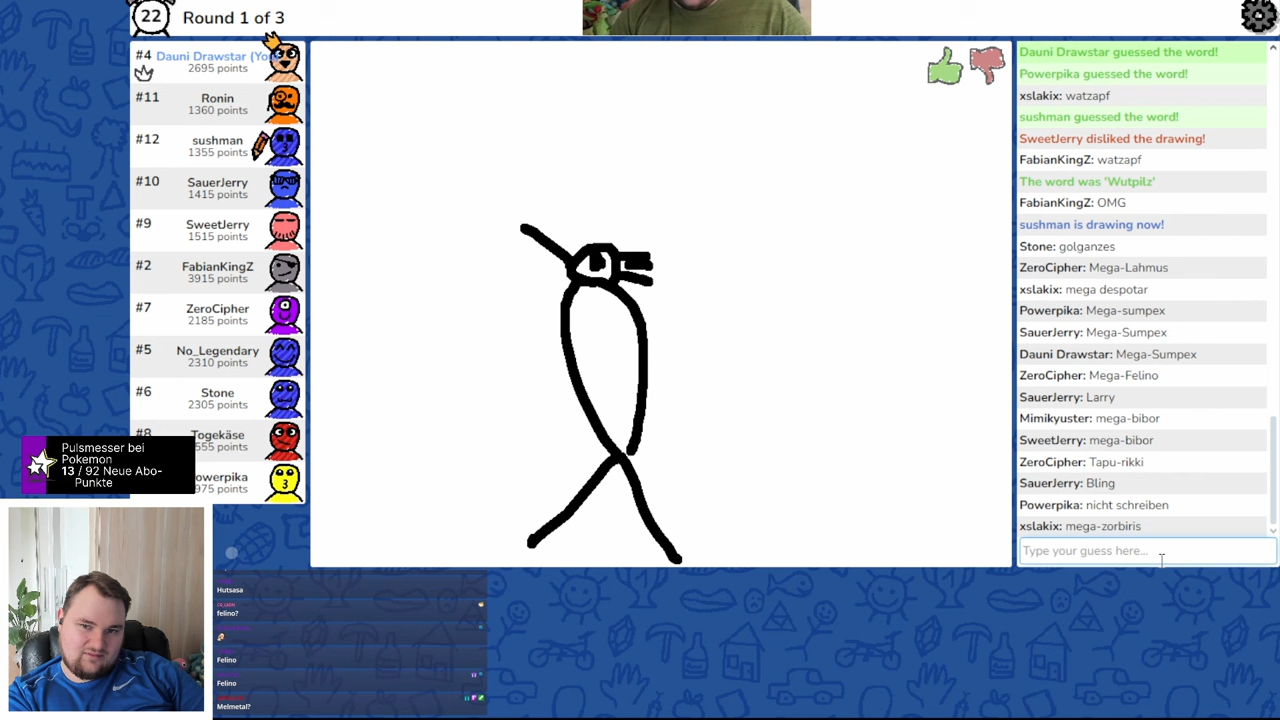 22
Round 1 of 3
#4 Dauni Drawstar (You)
2695 points
#11 Ronin
1360 points
#12 sushman
1355 points
#10 SauerJerry
1415 points
#9 SweetJerry
1515 points
#2 FabianKingZ
3915 points
#7 ZeroCipher
2185 points
#5 No_Legendary
2310 points
#6 Stone
2305 points
#8 Togekäse
555 points
owerpika
975 points
Pulsmesser bei
Pokemon
13 / 92 Neue Abo-
Punkte
Dauni Drawstar guessed the word!
Powerpika guessed the word!
xslakix: watzapf
sushman guessed the word!
SweetJerry disliked the drawing!
FabianKingZ: watzapf
The word was 'Wutpilz'
FabianKingZ: OMG
sushman is drawing now!
Stone: golganzes
ZeroCipher: Mega-Lahmus
xslakix: mega despotar
Powerpika: Mega-sumpex
SauerJerry: Mega-Sumpex
Dauni Drawstar: Mega-Sumpex
ZeroCipher: Mega-Felino
SauerJerry: Larry
Mimikyuster: mega-bibor
SweetJerry: mega-bibor
ZeroCipher: Tapu-rikki
SauerJerry: Bling
Powerpika: nicht schreiben
xslakix: mega-zorbiris
Type your guess here...
Hutsasa
felino?
Felino
Felino
Melmetal?